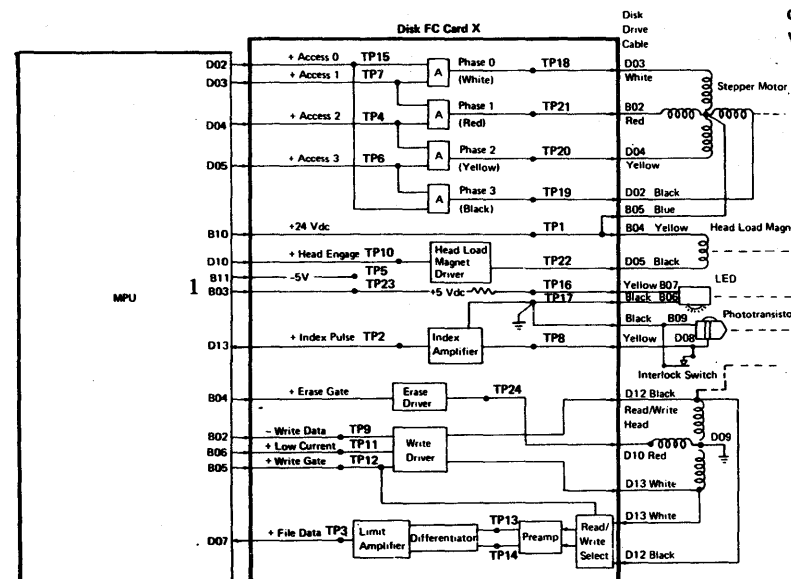 Disk FC Card X
Disk
Drive
Cable
D02 + Access 0 TP15 Phase 0 TP18 D03
D03 + Access 1 TP7 A (White) White
Stepper Motor
Phase 1 TP21 B02
D04 + Access 2 TP4 A (Red) Red
Phase 2 TP20 D04
D05 + Access 3 TP6 A (Yellow) Yellow
Phase 3 TP19 D02 Black
A (Black) B05 Blue
B10 +24 Vdc TP1 B04 Yellow Head Load Magn
D10 + Head Engage TP10 Head Load
Magnet
Driver
TP22 D05 Black
B11 -5V TP5
LED
MPU 1 B03 TP23 +5 Vdc TP16 Yellow B07
TP17 Black B06
Phototransisto
Black B09
D13 + Index Pulse TP2 Index
Amplifier
TP8 Yellow D08
Interlock Switch
B04 + Erase Gate Erase
Driver
TP24 D12 Black
Read/Write
Head
B02 - Write Data TP9
B06 + Low Current TP11 Write
Driver
D09
B05 + Write Gate TP12 D10 Red
D13 White
D13 White
D07 + File Data TP3 Limit
Amplifier
Differentiator
TP13
TP14
Preamp
Read/
Write
Select
D12 Black